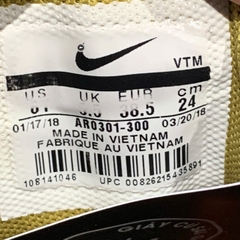 VTM
US UK EUR cm
38.5 24
01/17/18 AR0301-300 03/20/18
MADE IN VIETNAM
FABRIQUE AU VIETNAM
108141046 UPC 00826215435891
GIÀY